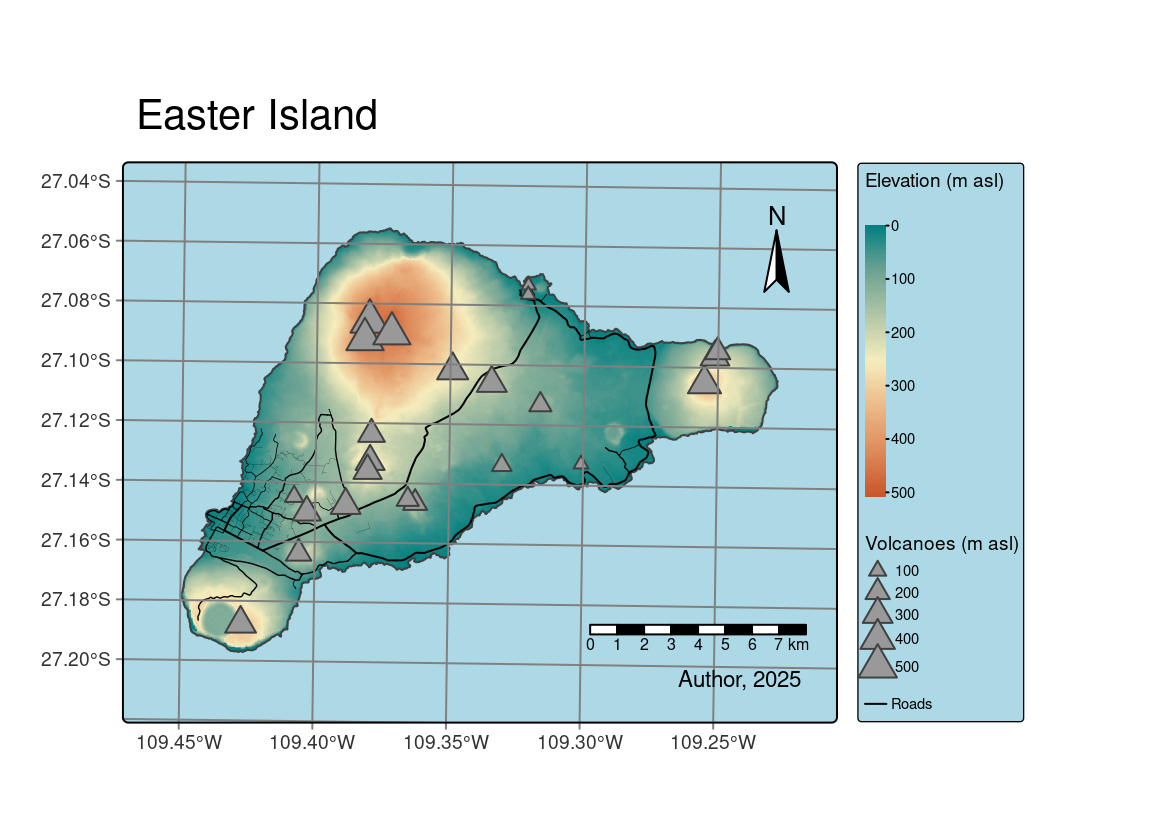 Easter Island
27.04°S
27.06°S
27.08°S
27.10°S
27.12°S
27.14°S
27.16°S
27.18°S
27.20°S
109.45°W 109.40°W 109.35°W 109.30°W 109.25°W
N
0 1 2 3 4 5 6 7 km
Author, 2025
Elevation (m asl)
0
100
200
300
400
500
Volcanoes (m asl)
100
200
300
400
500
Roads